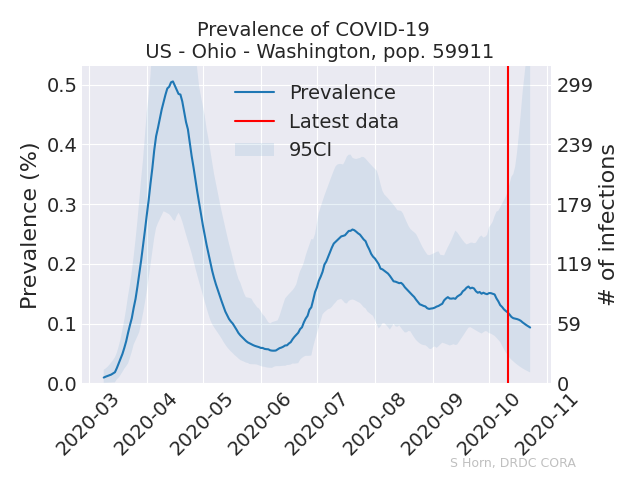 Prevalence of COVID-19
US - Ohio - Washington, pop. 59911
Prevalence
Latest data
95CI
Prevalence (%)
0.5
0.4
0.3
0.2
0.1
0.0
299
239
179
119
59
0
# of infections
2020-03
2020-04
2020-05
2020-06
2020-07
2020-08
2020-09
2020-10
2020-11
S Horn, DRDC CORA